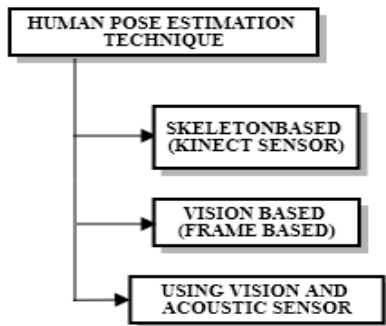 HUMAN POSE ESTIMATION
TECHNIQUE
SKELETONBASED
(KINECT SENSOR)
VISION BASED
(FRAME BASED)
USING VISION AND
ACOUSTIC SENSOR